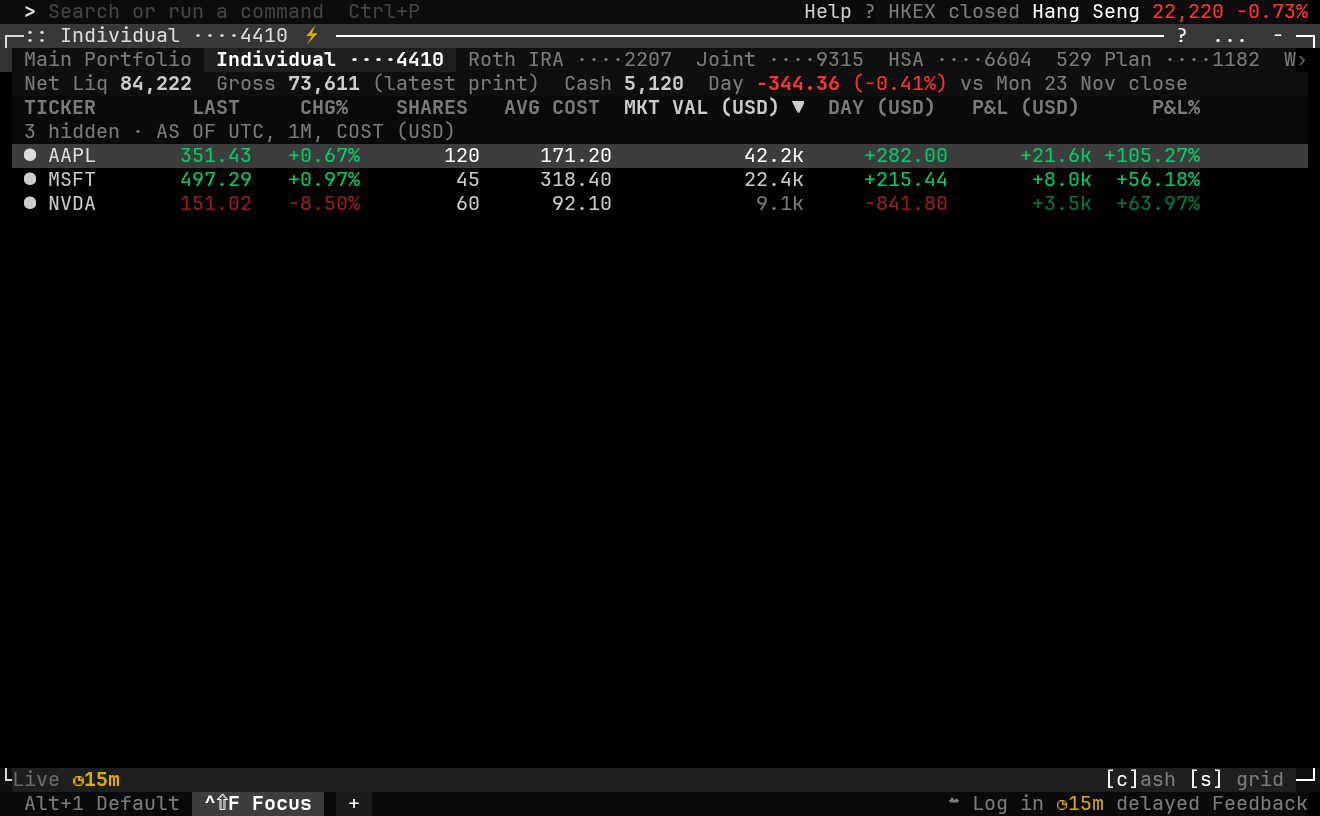 > Search or run a command Ctrl+P Help ? HKEX closed Hang Seng 22,220 -0.73%
:: Individual ····4410 ⚡ ? ... -
Main Portfolio Individual ····4410 Roth IRA ····2207 Joint ····9315 HSA ····6604 529 Plan ····1182 W›
Net Liq 84,222 Gross 73,611 (latest print) Cash 5,120 Day -344.36 (-0.41%) vs Mon 23 Nov close
TICKER LAST CHG% SHARES AVG COST MKT VAL (USD) ▼ DAY (USD) P&L (USD) P&L%
3 hidden · AS OF UTC, 1M, COST (USD)
● AAPL 351.43 +0.67% 120 171.20 42.2k +282.00 +21.6k +105.27%
● MSFT 497.29 +0.97% 45 318.40 22.4k +215.44 +8.0k +56.18%
● NVDA 151.02 -8.50% 60 92.10 9.1k -841.80 +3.5k +63.97%
Live ◔15m [c]ash [s] grid
Alt+1 Default ^⇧F Focus + Log in ◔15m delayed Feedback